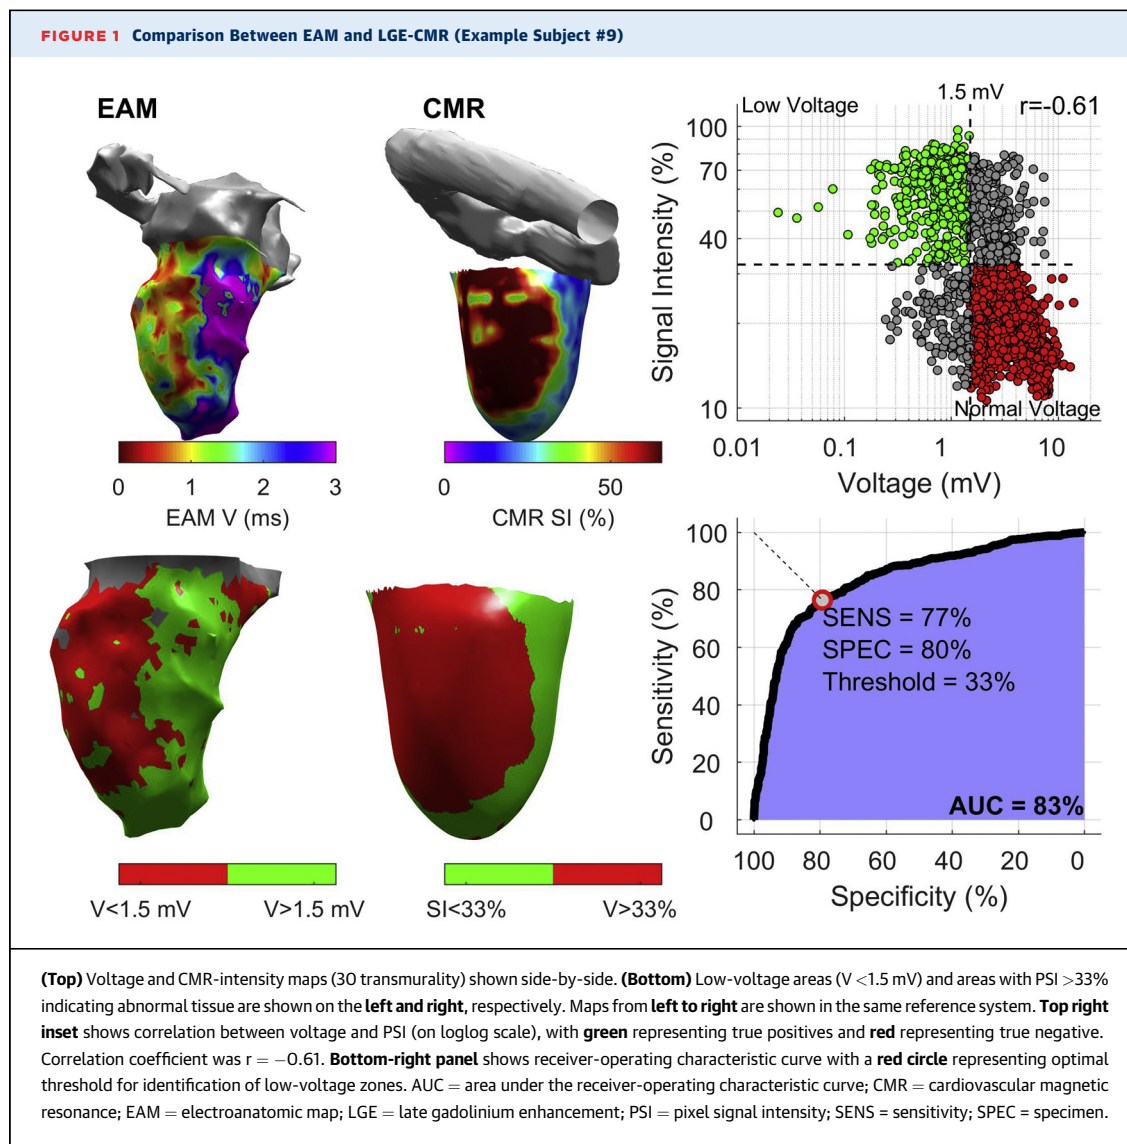 FIGURE 1 Comparison Between EAM and LGE-CMR (Example Subject #9)
EAM
CMR
0 1 2 3
EAM V (ms)
0 50
CMR SI (%)
1.5 mV
Low Voltage
r=-0.61
100
70
40
10
Signal Intensity (%)
Normal Voltage
0.01 0.1 1 10
Voltage (mV)
V<1.5 mV V>1.5 mV
SI<33% V>33%
100
80
60
40
20
0
Sensitivity (%)
SENS = 77%
SPEC = 80%
Threshold = 33%
AUC = 83%
100 80 60 40 20 0
Specificity (%)
(Top) Voltage and CMR-intensity maps (30 transmurality) shown side-by-side. (Bottom) Low-voltage areas (V <1.5 mV) and areas with PSI >33%
indicating abnormal tissue are shown on the left and right, respectively. Maps from left to right are shown in the same reference system. Top right
inset shows correlation between voltage and PSI (on loglog scale), with green representing true positives and red representing true negative.
Correlation coefficient was r = −0.61. Bottom-right panel shows receiver-operating characteristic curve with a red circle representing optimal
threshold for identification of low-voltage zones. AUC = area under the receiver-operating characteristic curve; CMR = cardiovascular magnetic
resonance; EAM = electroanatomic map; LGE = late gadolinium enhancement; PSI = pixel signal intensity; SENS = sensitivity; SPEC = specimen.